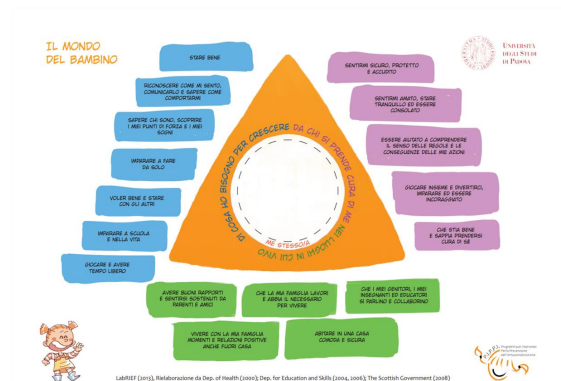 IL MONDO
DEL BAMBINO
STARE BENE
RICONOSCERE COME MI SENTO,
COMUNICARLO E SAPERE COME
COMPORTARMI
SAPERE CHI SONO, SCOPRIRE
I MIEI PUNTI DI FORZA E I MIEI
SOGNI
IMPARARE A FARE
DA SOLO
VOLER BENE E STARE
CON GLI ALTRI
IMPARARE A SCUOLA
E NELLA VITA
GIOCARE E AVERE
TEMPO LIBERO
DI COSA HO BISOGNO PER CRESCERE
DA CHI SI PRENDE CURA DI ME
NEI LUOGHI IN CUI VIVO
ME STESSO/A
SENTIRMI SICURO, PROTETTO
E ACCUDITO
SENTIRMI AMATO, STARE
TRANQUILLO ED ESSERE
CONSOLATO
ESSERE AIUTATO A COMPRENDERE
IL SENSO DELLE REGOLE E LE
CONSEGUENZE DELLE MIE AZIONI
GIOCARE INSIEME E DIVERTIRCI,
IMPARARE ED ESSERE
INCORAGGIATO
CHE STIA BENE
E SAPPIA PRENDERSI
CURA DI SÉ
AVERE BUONI RAPPORTI
E SENTIRSI SOSTENUTI DA
PARENTI E AMICI
CHE LA MIA FAMIGLIA LAVORI
E ABBIA IL NECESSARIO
PER VIVERE
CHE I MIEI GENITORI, I MIEI
INSEGNANTI ED EDUCATORI
SI PARLINO E COLLABORINO
VIVERE CON LA MIA FAMIGLIA
MOMENTI E RELAZIONI POSITIVE
ANCHE FUORI CASA
ABITARE IN UNA CASA
COMODA E SICURA
UNIVERSITÀ
DEGLI STUDI
DI PADOVA
P.I.P.P.I.
LabRIEF (2013), Rielaborazione da Dep. of Health (2000); Dep. for Education and Skills (2004, 2006); The Scottish Government (2008)